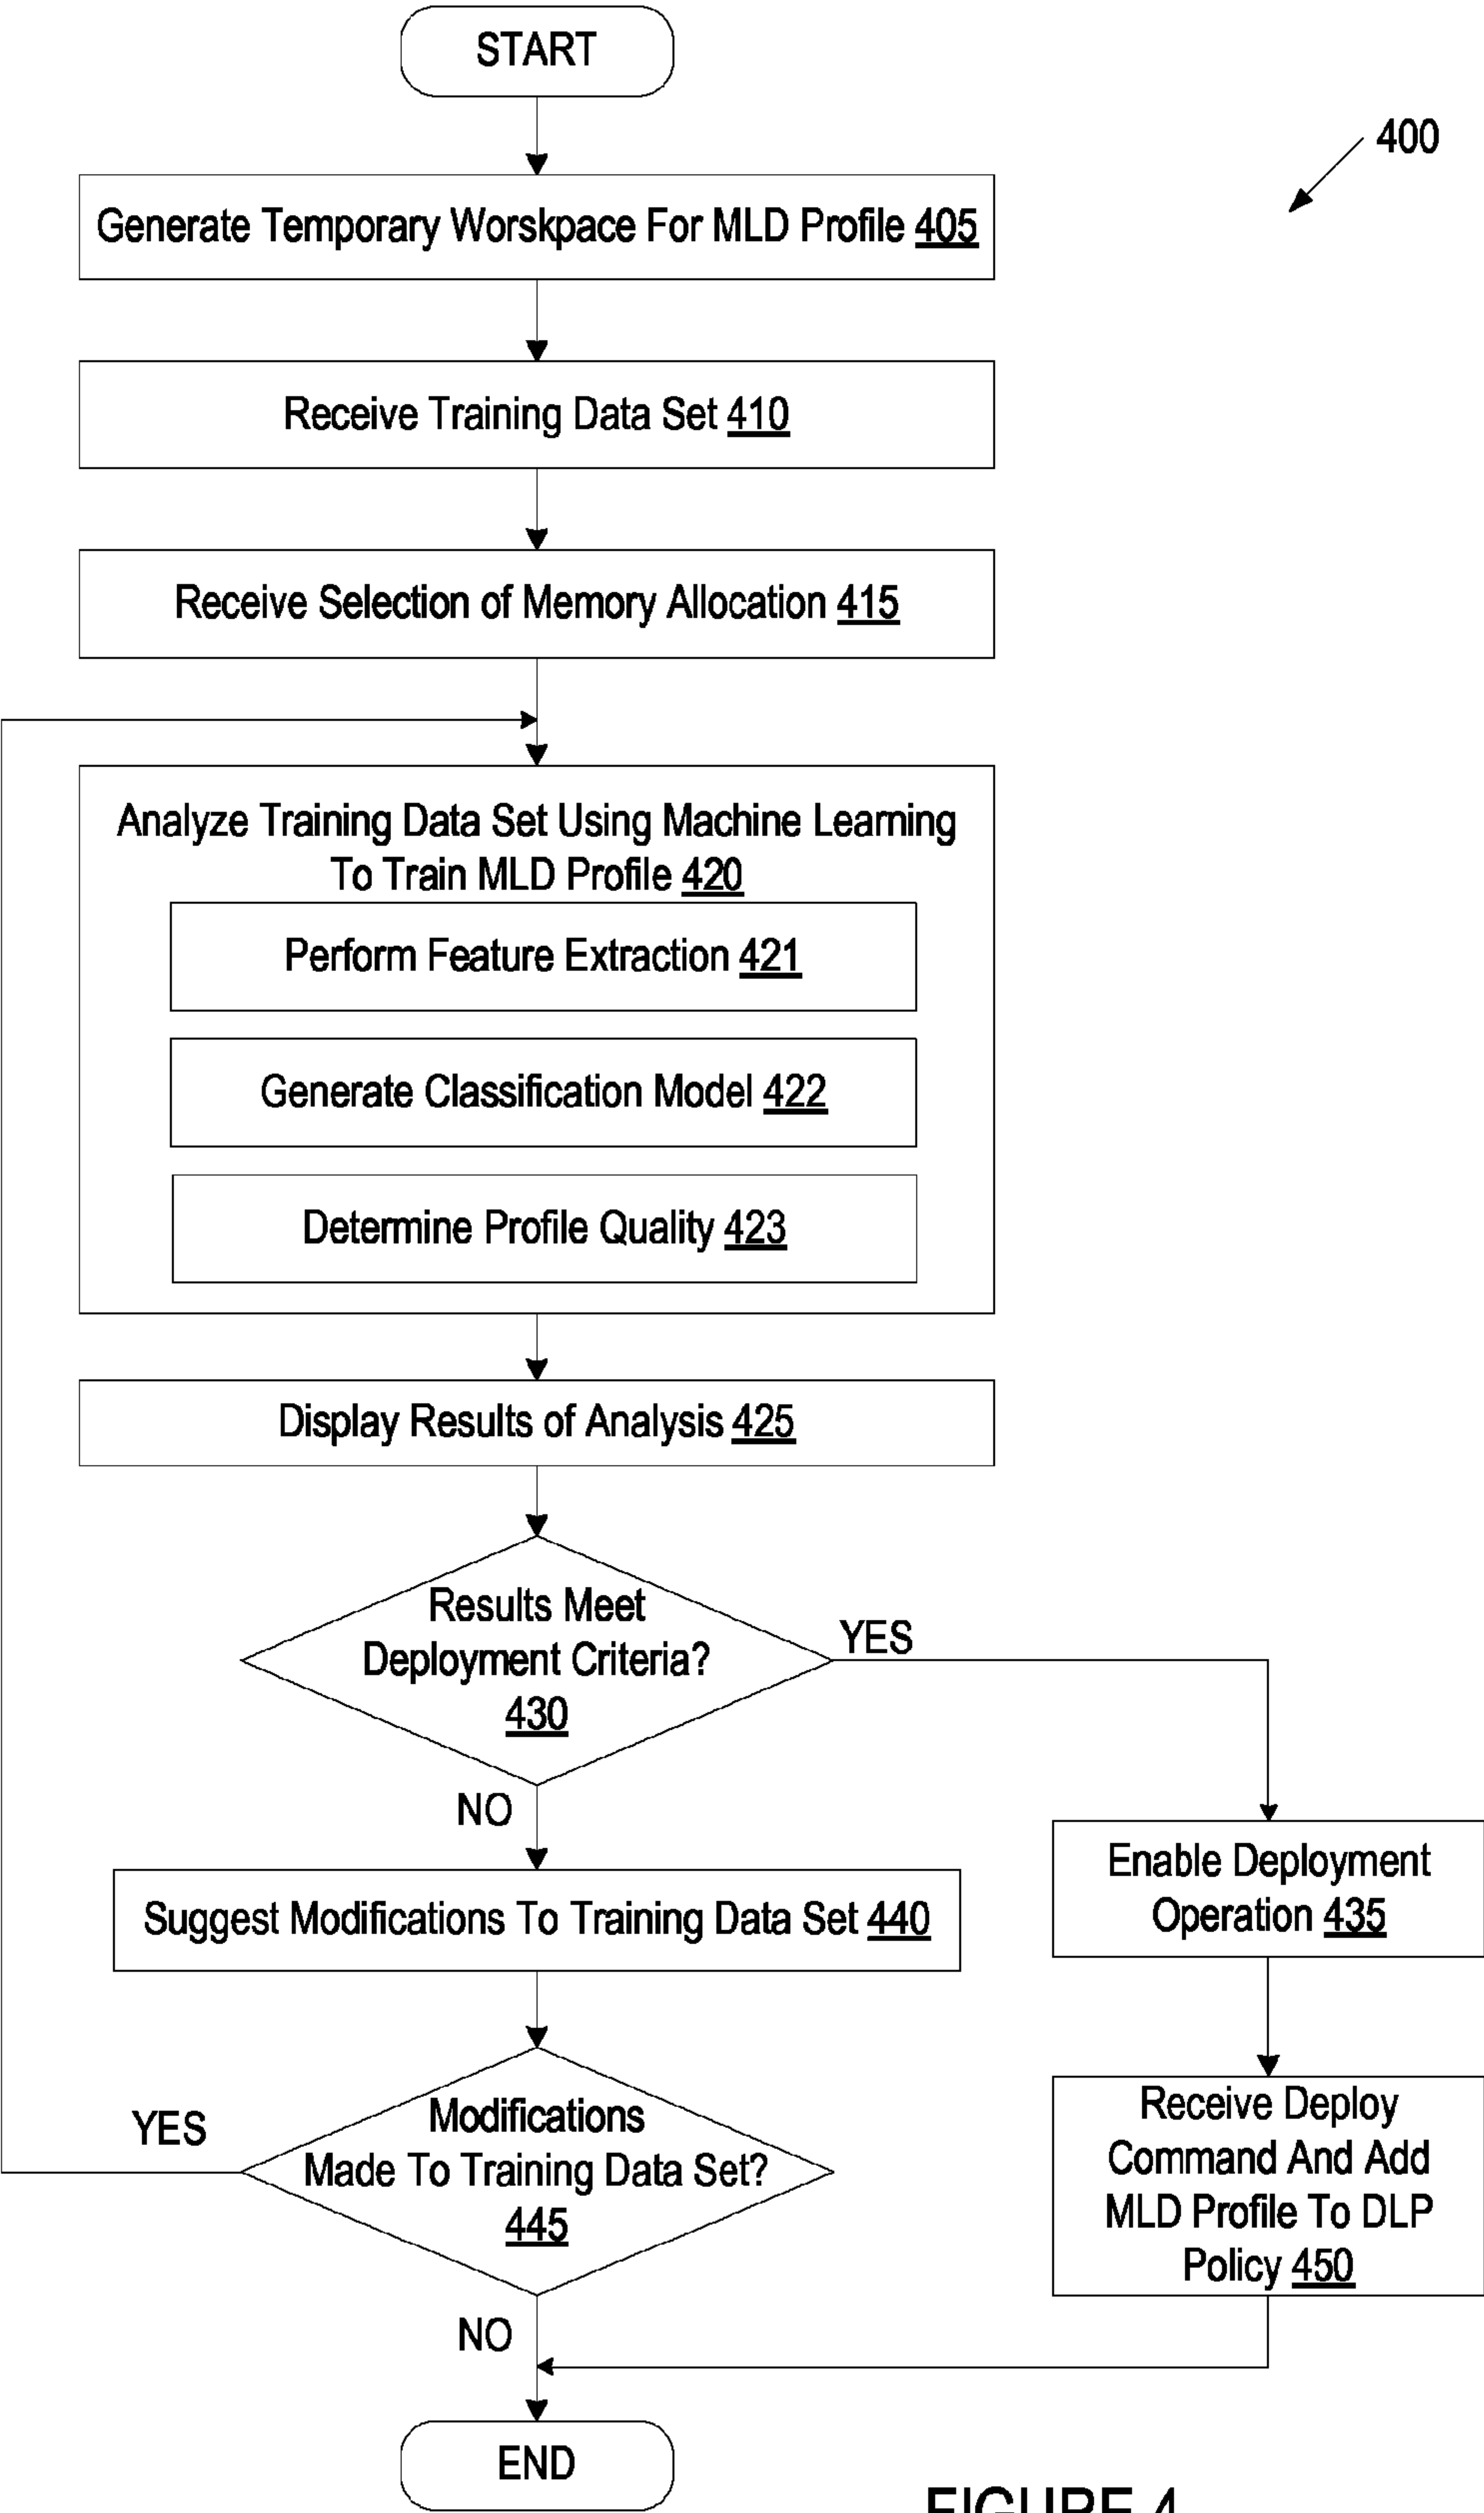 START
400
Generate Temporary Worskpace For MLD Profile 405
Receive Training Data Set 410
Receive Selection of Memory Allocation 415
Analyze Training Data Set Using Machine Learning
To Train MLD Profile 420
Perform Feature Extraction 421
Generate Classification Model 422
Determine Profile Quality 423
Display Results of Analysis 425
Results Meet
Deployment Criteria?
430
YES
NO
Enable Deployment
Operation 435
Suggest Modifications To Training Data Set 440
Receive Deploy
Command And Add
MLD Profile To DLP
Policy 450
YES
Modifications
Made To Training Data Set?
445
NO
END
FIGURE 4